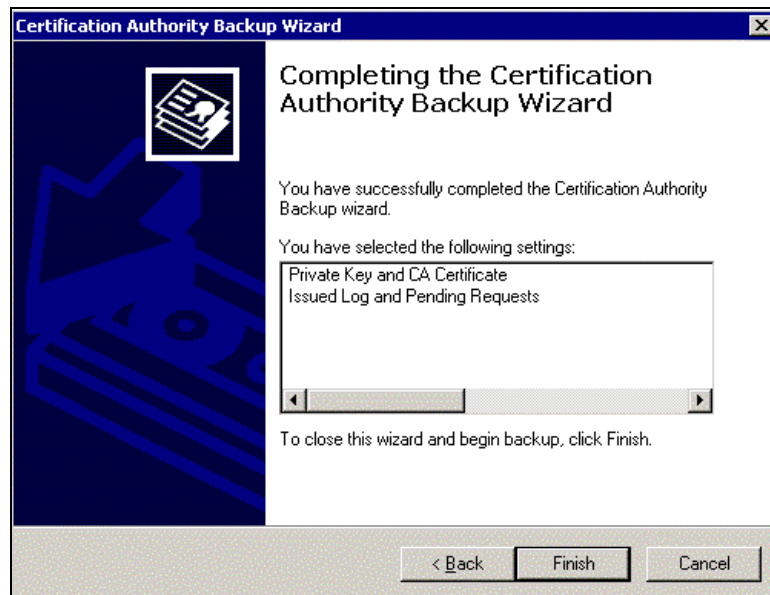 Certification Authority Backup Wizard
Completing the Certification
Authority Backup Wizard
You have successfully completed the Certification Authority
Backup wizard.
You have selected the following settings:
Private Key and CA Certificate
Issued Log and Pending Requests
To close this wizard and begin backup, click Finish.
< Back Finish Cancel